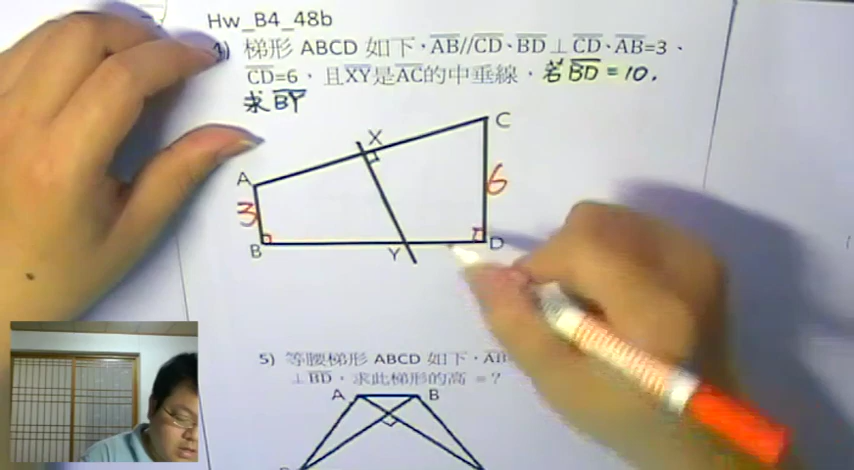 Hw_B4_48b
4) 梯形 ABCD 如下，AB//CD、BD⊥CD、AB=3、
CD=6，且XY是AC的中垂線，若BD=10.
求BY
X
C
A
6
3
B
Y
D
5) 等腰梯形 ABCD 如下，AB
⊥BD，求此梯形的高 =?
A
B